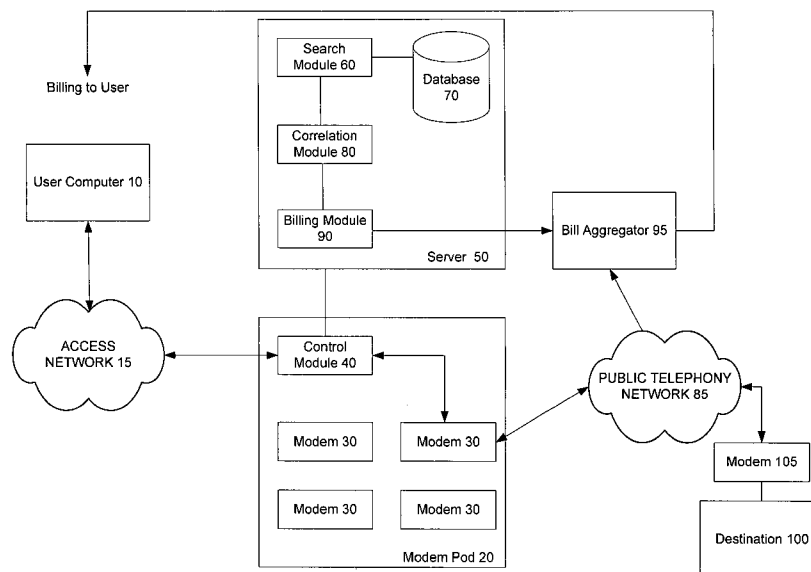 Search
Module 60
Database
70
Billing to User
Correlation
Module 80
User Computer 10
Billing Module
90
Bill Aggregator 95
Server 50
ACCESS
NETWORK 15
Control
Module 40
PUBLIC TELEPHONY
NETWORK 85
Modem 30
Modem 30
Modem 105
Modem 30
Modem 30
Destination 100
Modem Pod 20